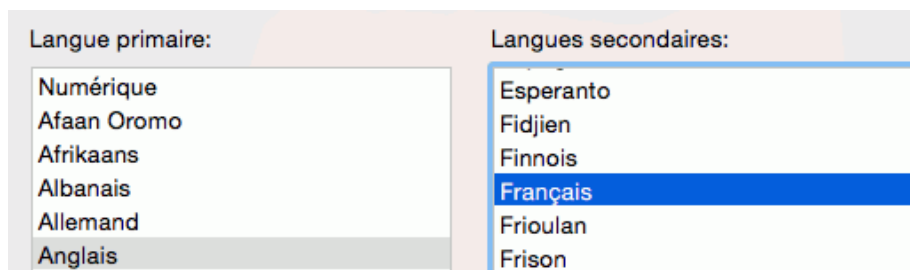 Langue primaire:
Numérique
Afaan Oromo
Afrikaans
Albanais
Allemand
Anglais
Langues secondaires:
Esperanto
Fidjien
Finnois
Français
Frioulan
Frison